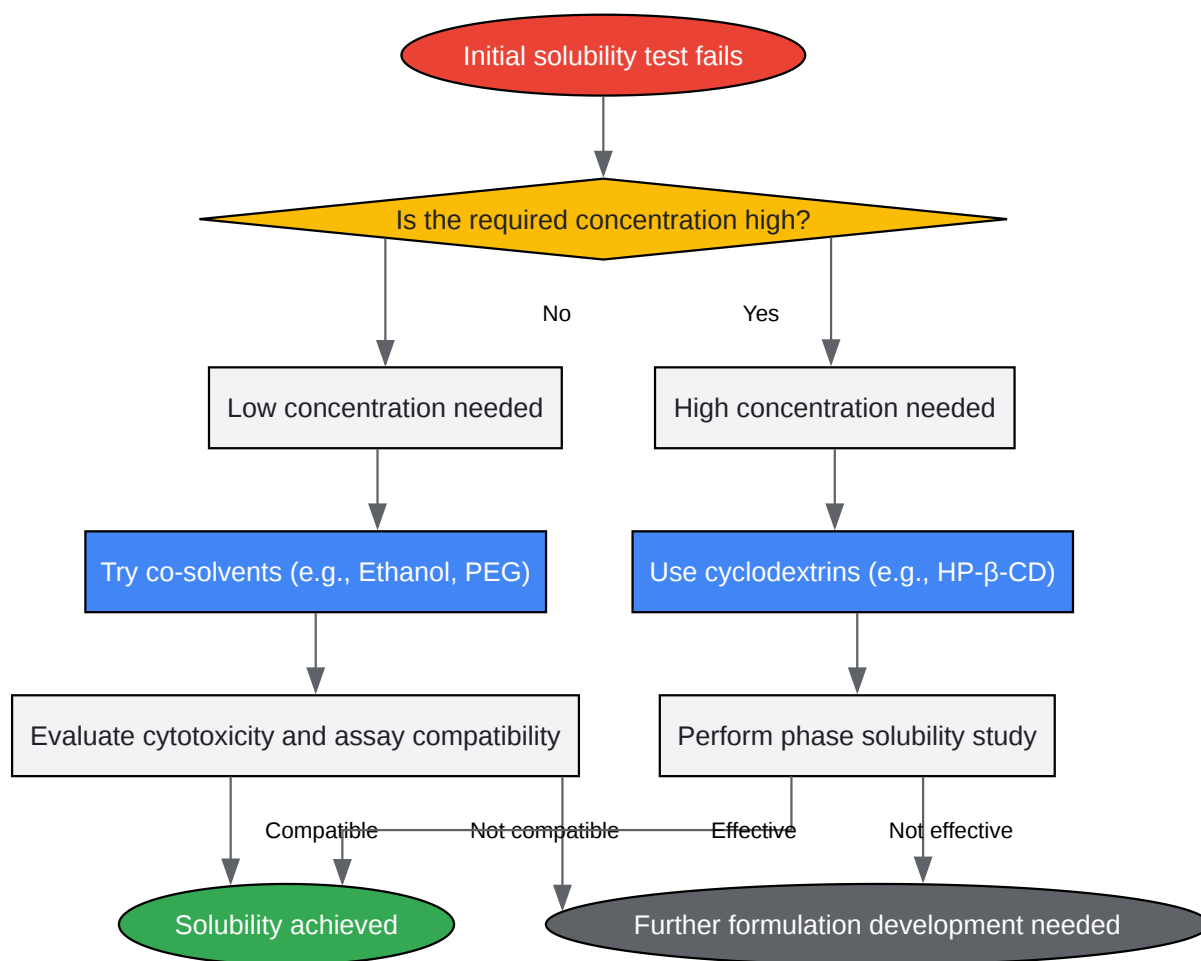 Initial solubility test fails
Is the required concentration high?
No
Yes
Low concentration needed
High concentration needed
Try co-solvents (e.g., Ethanol, PEG)
Use cyclodextrins (e.g., HP-β-CD)
Evaluate cytotoxicity and assay compatibility
Perform phase solubility study
Compatible
Not compatible
Effective
Not effective
Solubility achieved
Further formulation development needed